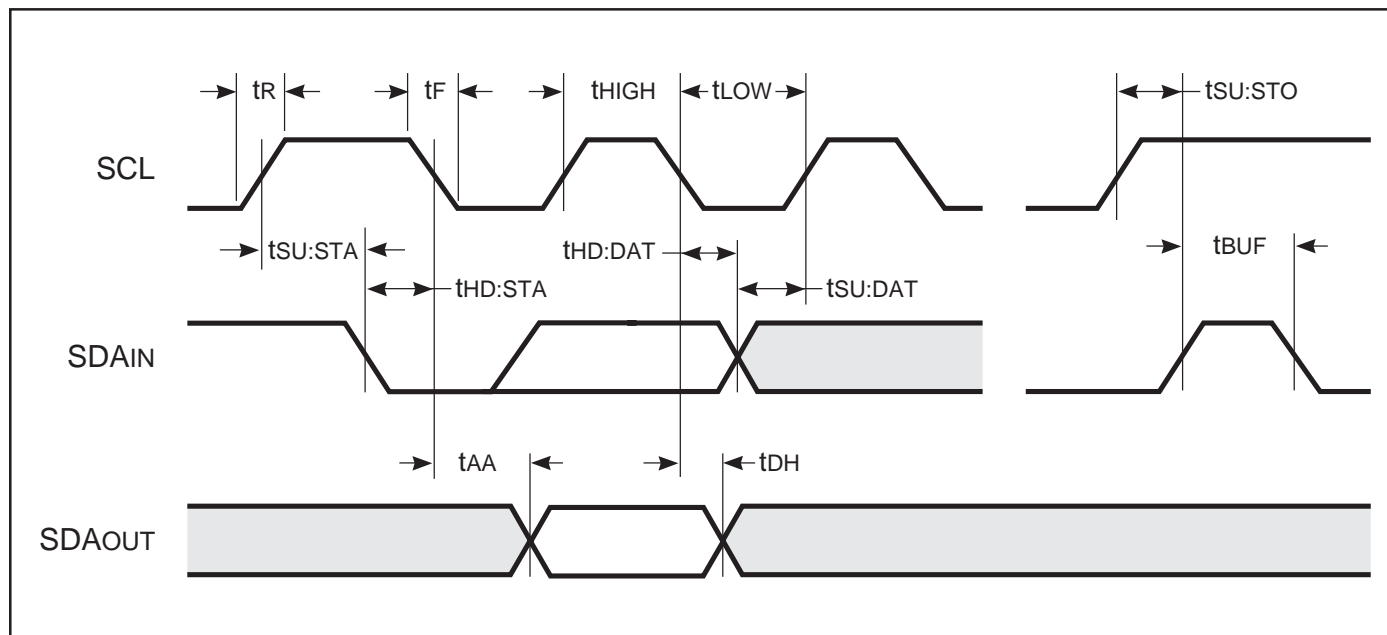 tR tF tHIGH tLOW tSU:STO
SCL
tSU:STA tHD:DAT tBUF
tHD:STA tSU:DAT
SDAIN
tAA tDH
SDAOUT